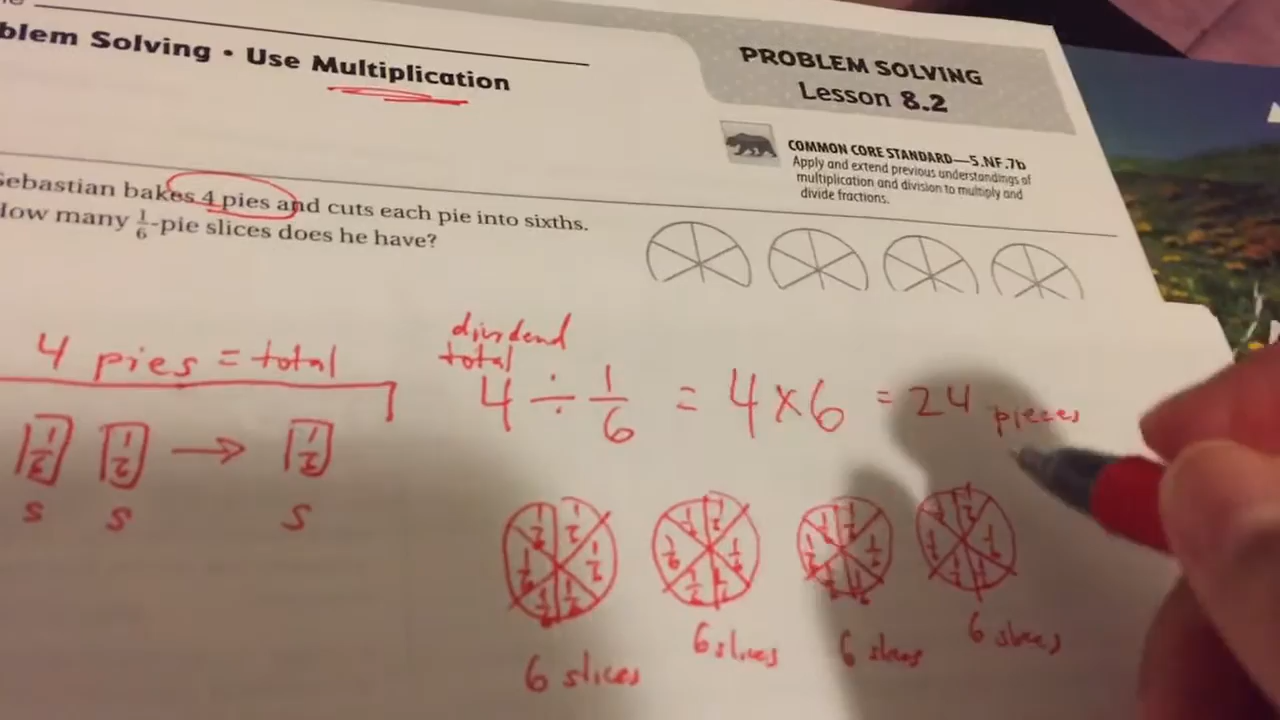 blem Solving • Use Multiplication
PROBLEM SOLVING
Lesson 8.2
COMMON CORE STANDARD—5.NF.7b
Apply and extend previous understandings of
multiplication and division to multiply and
divide fractions.
Sebastian bakes 4 pies and cuts each pie into sixths.
How many 1/6-pie slices does he have?
4 pies = total
dividend
total
4 ÷ 1/6 = 4 × 6 = 24 pieces
S S S
6 slices 6 slices 6 slices 6 slices